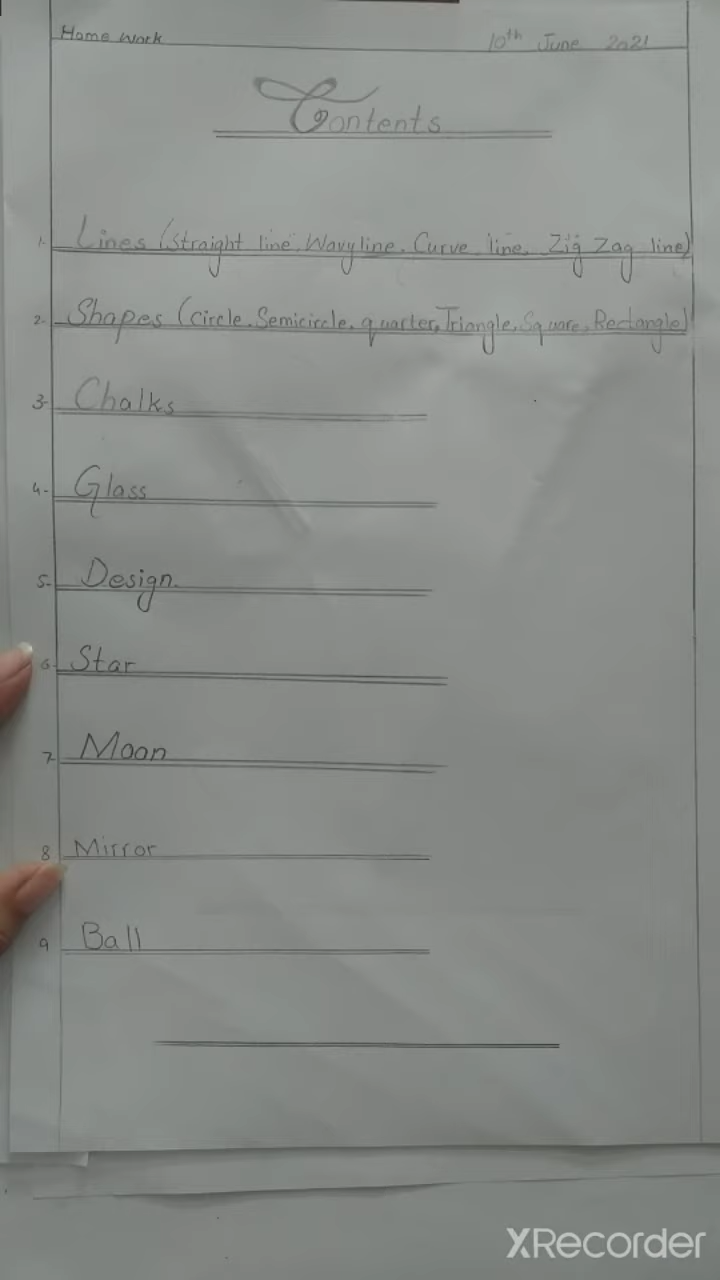 Home Work
10th June 2021
Contents
1- Lines (Straight line, Wavy line, Curve line, Zig Zag line)
2- Shapes (circle, Semicircle, quarter, Triangle, Square, Rectangle)
3- Chalks
4- Glass
5- Design.
6- Star
7- Moon
8 Mirror
9 Ball
XRecorder